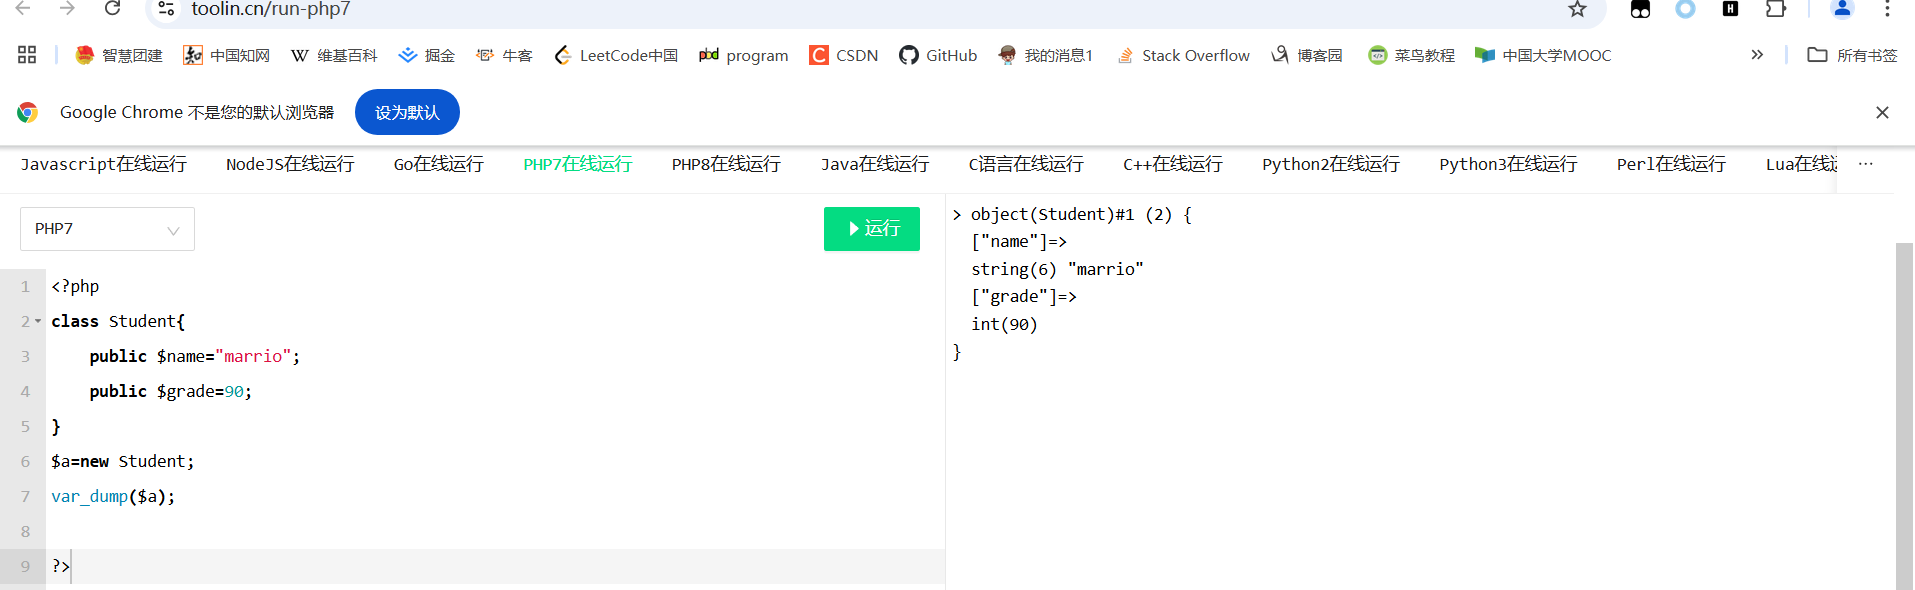 toolin.cn/run-php7
智慧团建 中国知网 W 维基百科 掘金 牛客 LeetCode中国 pbd program C CSDN GitHub 我的消息1 Stack Overflow 博客园 菜鸟教程 中国大学MOOC » 所有书签
Google Chrome 不是您的默认浏览器 设为默认
Javascript在线运行 NodeJS在线运行 Go在线运行 PHP7在线运行 PHP8在线运行 Java在线运行 C语言在线运行 C++在线运行 Python2在线运行 Python3在线运行 Perl在线运行 Lua在线运 ···
PHP7 运行
1 <?php
2 class Student{
3     public $name="marrio";
4     public $grade=90;
5 }
6 $a=new Student;
7 var_dump($a);
8
9 ?>
> object(Student)#1 (2) {
  ["name"]=>
  string(6) "marrio"
  ["grade"]=>
  int(90)
}